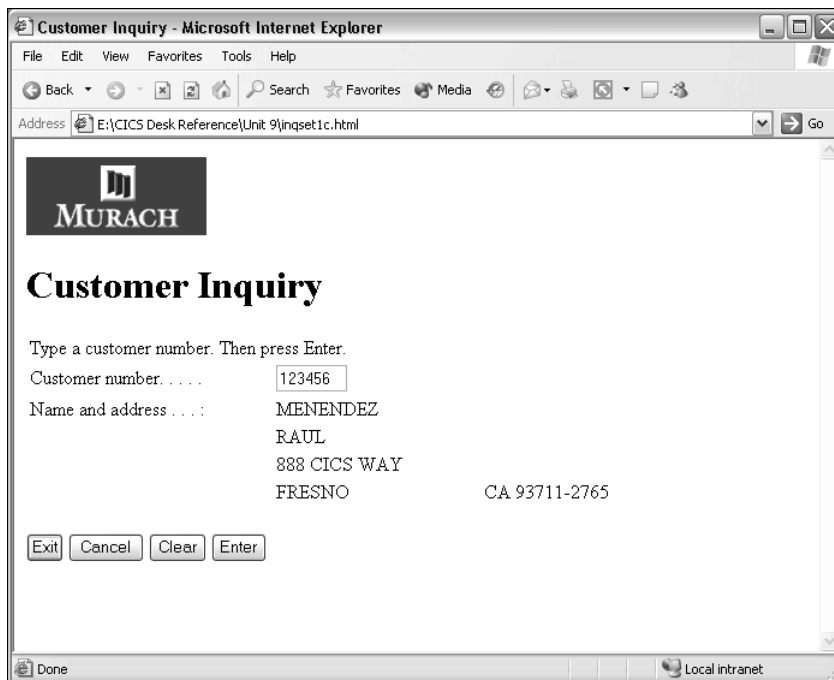 Customer Inquiry - Microsoft Internet Explorer
File Edit View Favorites Tools Help
Back Search Favorites Media
Address E:\CICS Desk Reference\Unit 9\inqset1c.html Go
MURACH
Customer Inquiry
Type a customer number. Then press Enter.
Customer number. . . . . 123456
Name and address . . . : MENENDEZ
RAUL
888 CICS WAY
FRESNO CA 93711-2765
Exit Cancel Clear Enter
Done Local intranet